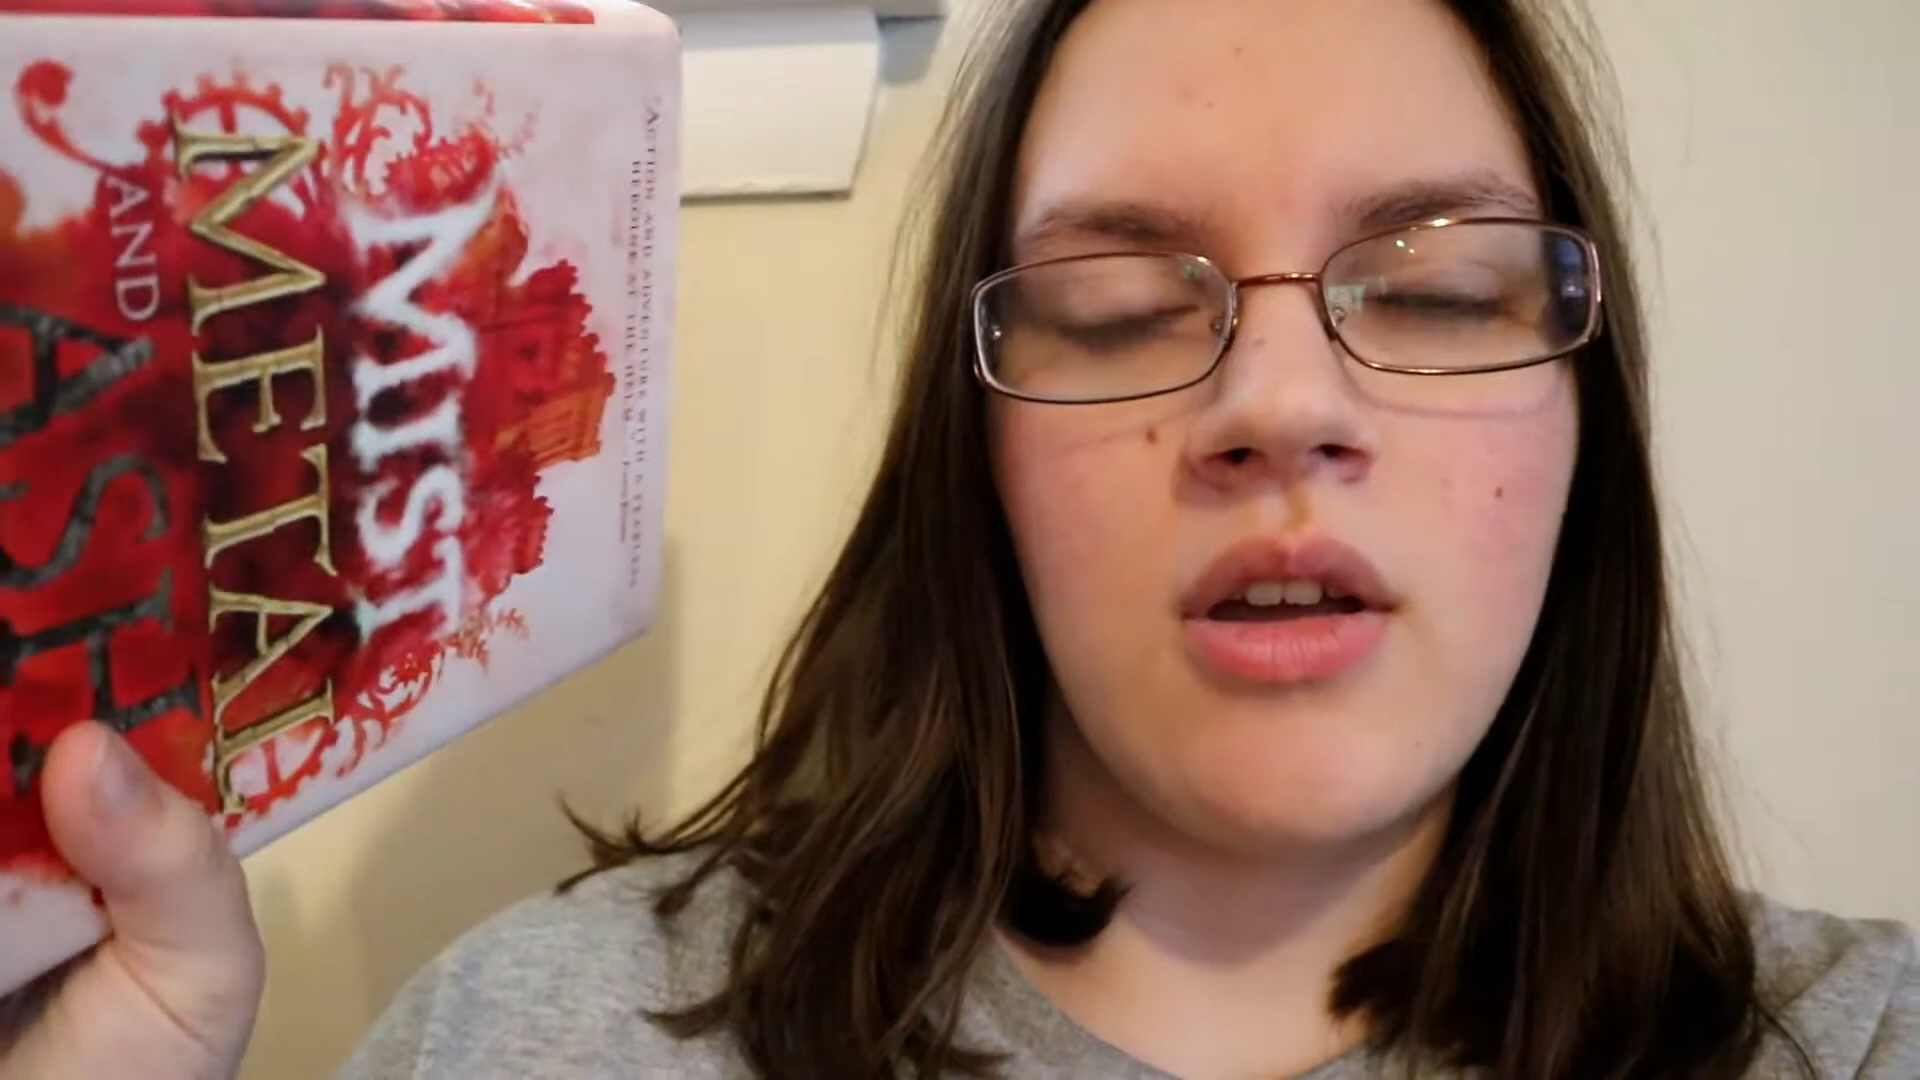 "ACTION AND ADVENTURE WITH A FEARLESS
HEROINE AT THE HELM"
MIST
METAL
AND
ASH